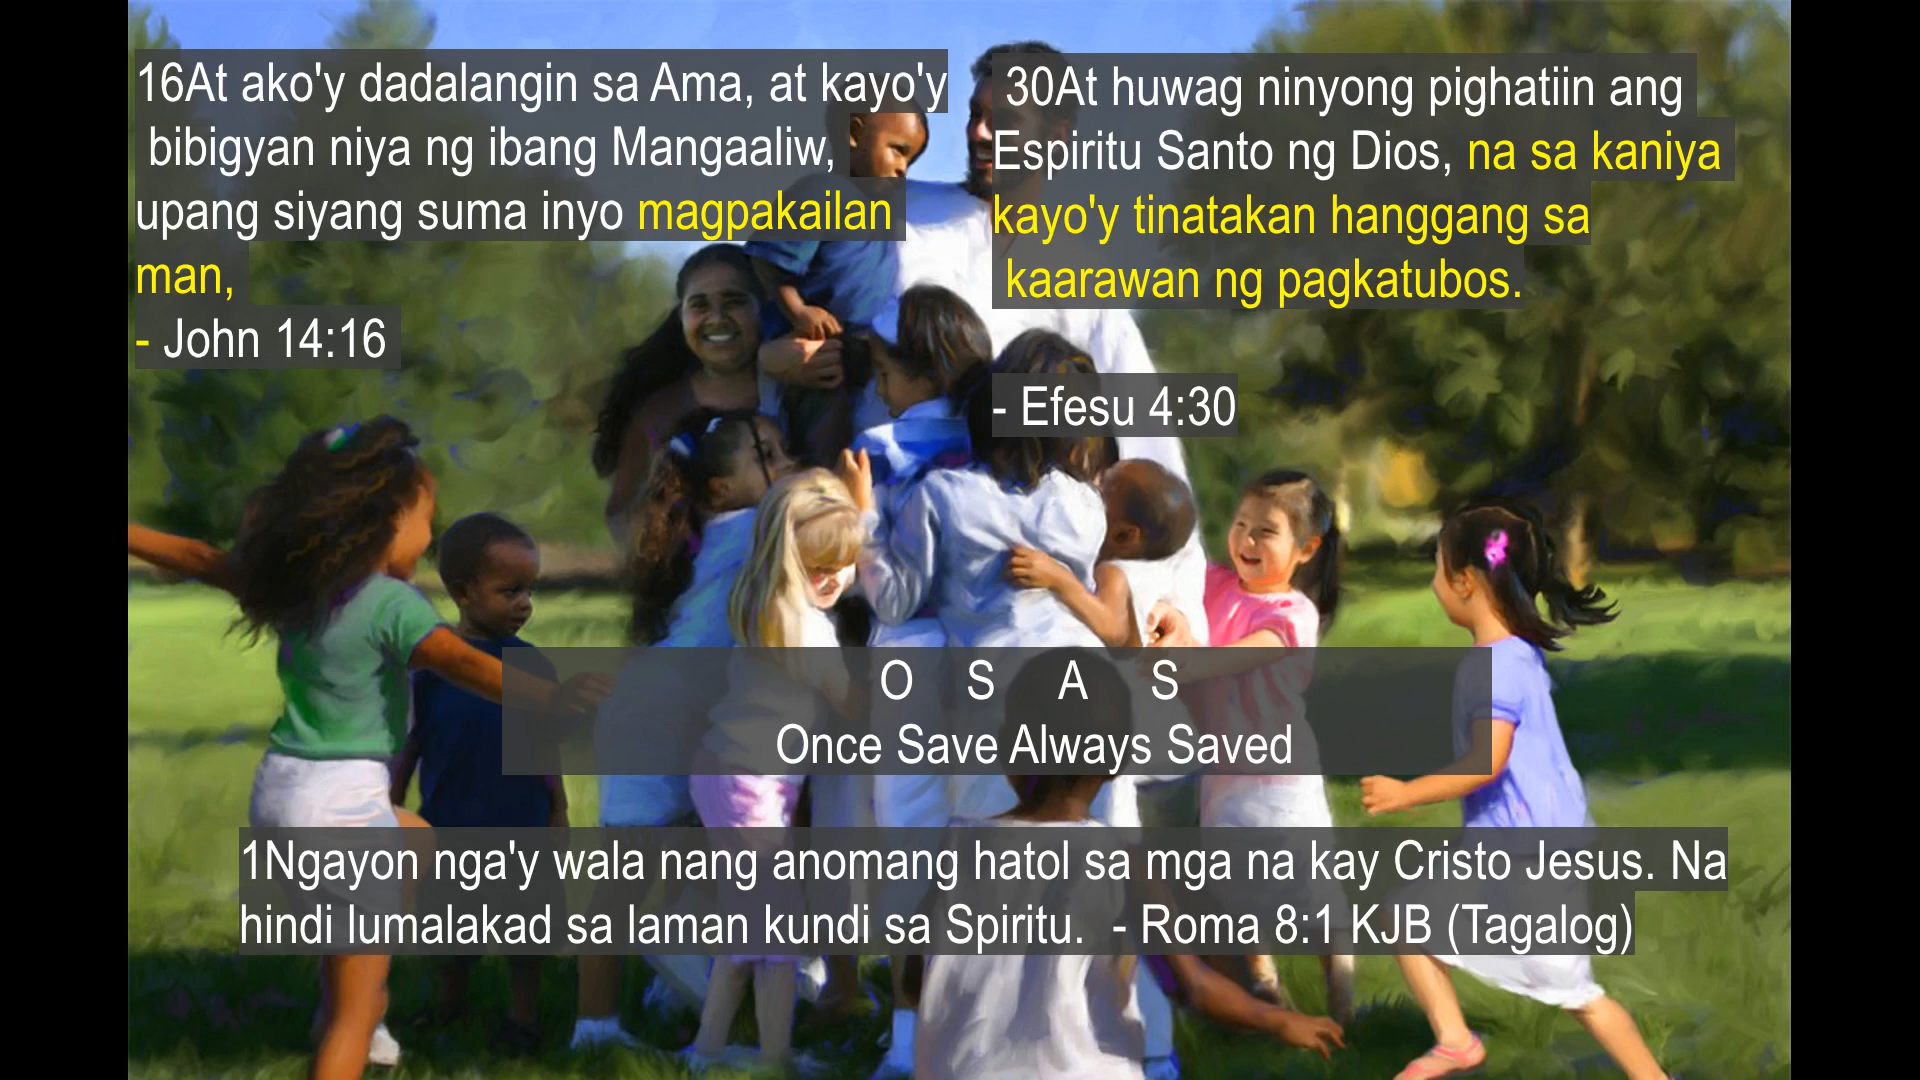 16At ako'y dadalangin sa Ama, at kayo'y
bibigyan niya ng ibang Mangaaliw,
upang siyang suma inyo magpakailan
man,
- John 14:16
30At huwag ninyong pighatiin ang
Espiritu Santo ng Dios, na sa kaniya
kayo'y tinatakan hanggang sa
kaarawan ng pagkatubos.
- Efesu 4:30
O S A S
Once Save Always Saved
1Ngayon nga'y wala nang anomang hatol sa mga na kay Cristo Jesus. Na
hindi lumalakad sa laman kundi sa Spiritu. - Roma 8:1 KJB (Tagalog)